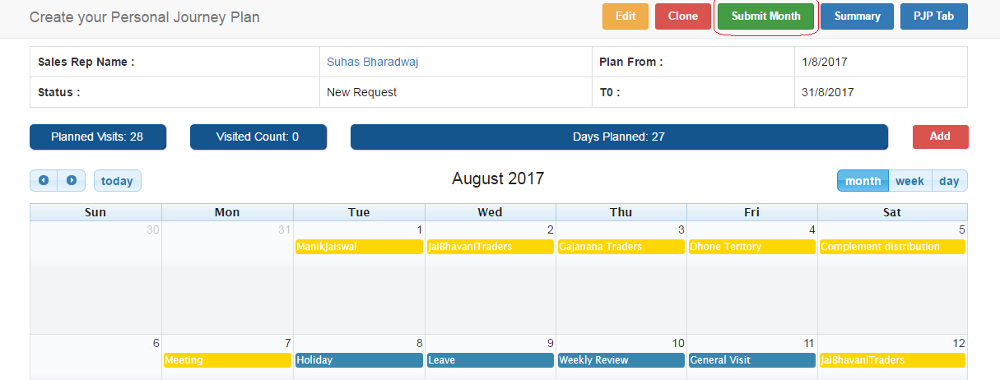 Create your Personal Journey Plan Edit Clone Submit Month Summary PJP Tab
Sales Rep Name : Suhas Bharadwaj Plan From : 1/8/2017
Status : New Request T0 : 31/8/2017
Planned Visits: 28 Visited Count: 0 Days Planned: 27 Add
today August 2017 month week day
Sun Mon Tue Wed Thu Fri Sat
30 31 1 2 3 4 5
ManikJaiswal JaiBhavaniTraders Gajanana Traders Dhone Teritory Complement distribution
6 7 8 9 10 11 12
Meeting Holiday Leave Weekly Review General Visit JaiBhavaniTraders